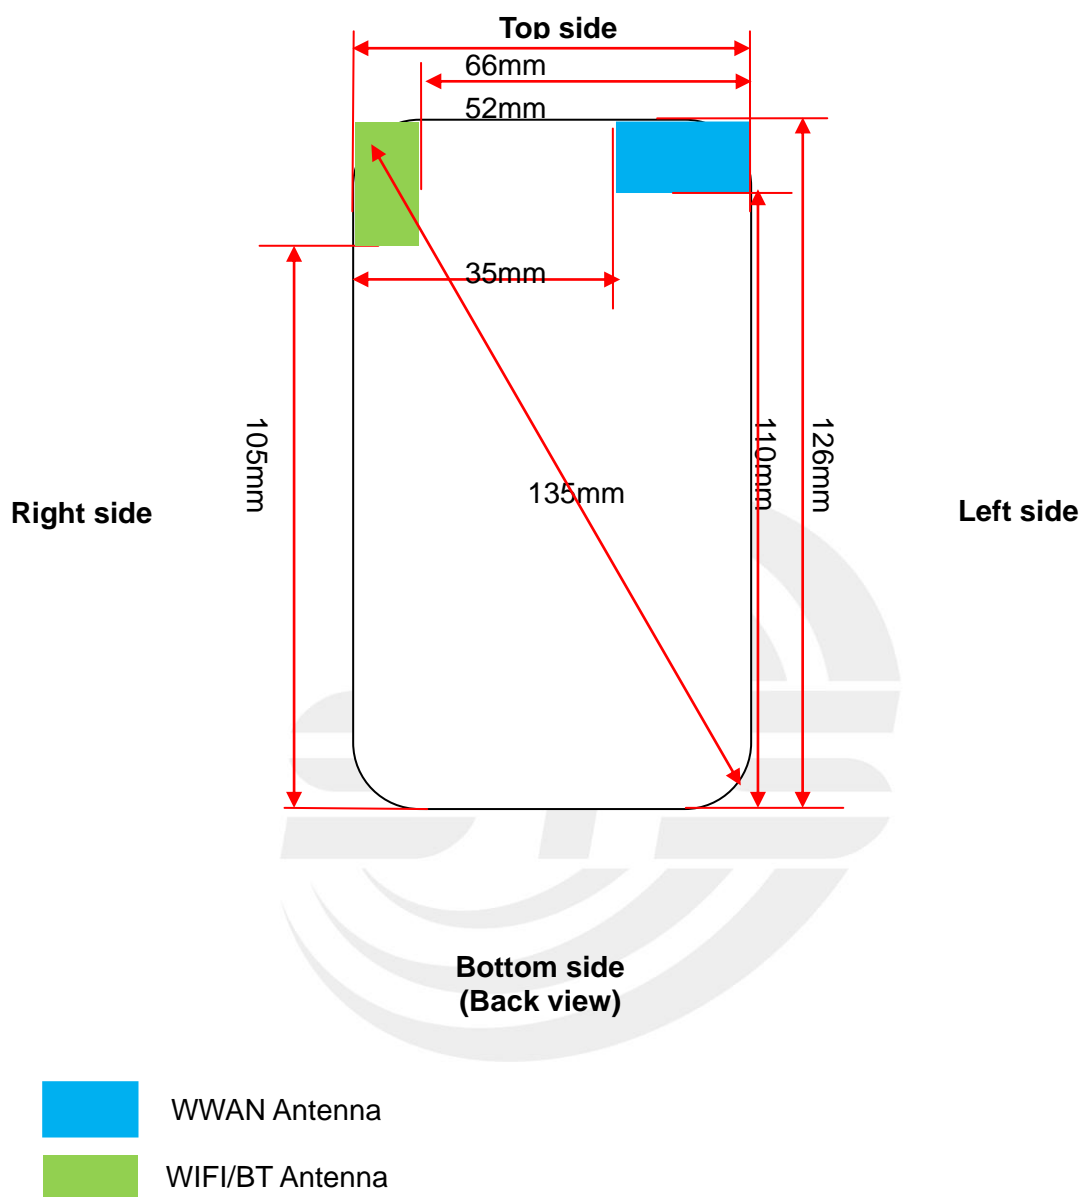 Top side
66mm
52mm
35mm
105mm
110mm
126mm
135mm
Right side
Left side
Bottom side
(Back view)
WWAN Antenna
WIFI/BT Antenna